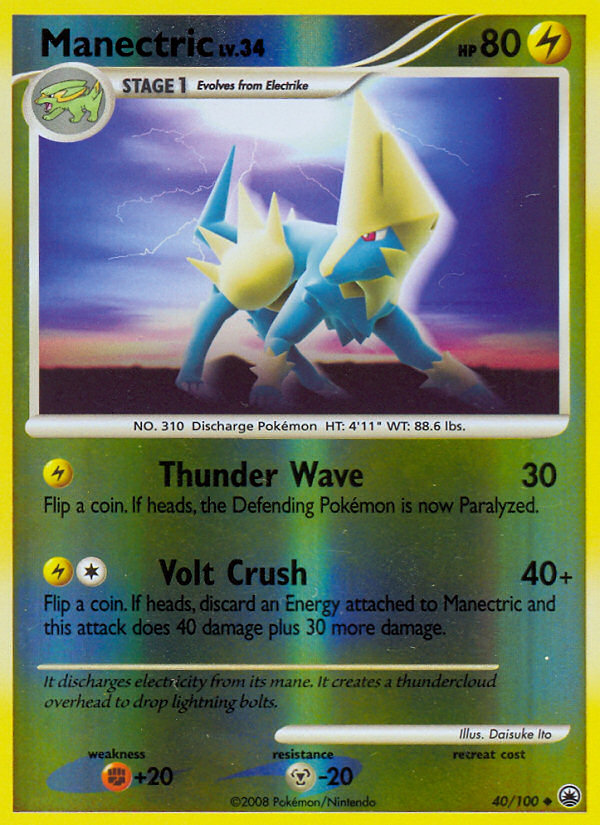 Manectric LV.34 HP 80
STAGE 1 Evolves from Electrike
NO. 310 Discharge Pokémon HT: 4'11" WT: 88.6 lbs.
Thunder Wave 30
Flip a coin. If heads, the Defending Pokémon is now Paralyzed.
Volt Crush 40+
Flip a coin. If heads, discard an Energy attached to Manectric and
this attack does 40 damage plus 30 more damage.
It discharges electricity from its mane. It creates a thundercloud
overhead to drop lightning bolts.
Illus. Daisuke Ito
weakness resistance retreat cost
+20 -20
©2008 Pokémon/Nintendo 40/100